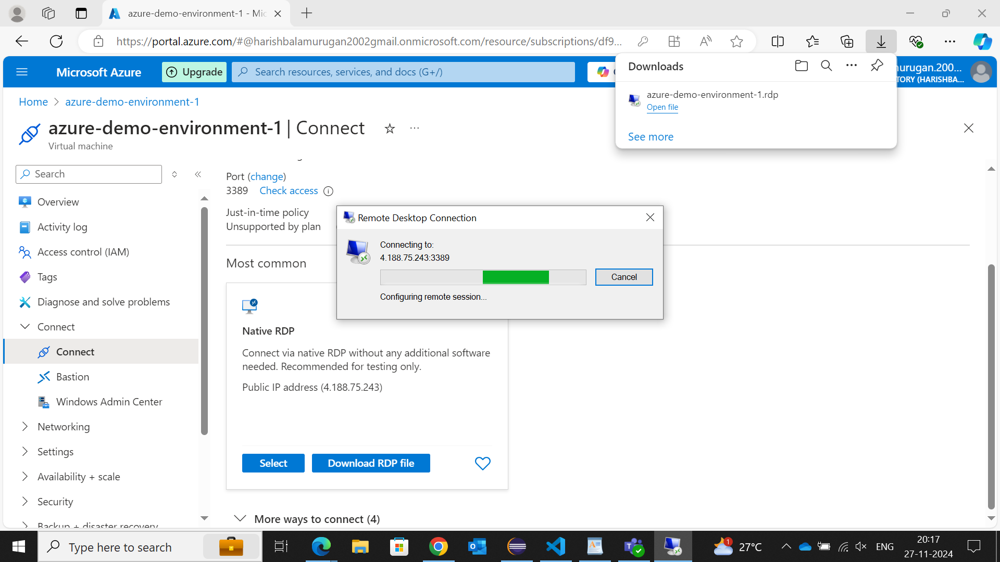 azure-demo-environment-1 - Mic
https://portal.azure.com/#@harishbalamurugan2002gmail.onmicrosoft.com/resource/subscriptions/df9...
Microsoft Azure
Upgrade
Search resources, services, and docs (G+/)
urugan.200...
TORY (HARISHBA...
Downloads
azure-demo-environment-1.rdp
Open file
See more
Home > azure-demo-environment-1
azure-demo-environment-1 | Connect
Virtual machine
Search
Overview
Activity log
Access control (IAM)
Tags
Diagnose and solve problems
Connect
Connect
Bastion
Windows Admin Center
Networking
Settings
Availability + scale
Security
Backup + disaster recovery
Port (change)
3389 Check access
Just-in-time policy
Unsupported by plan
Most common
Native RDP
Connect via native RDP without any additional software
needed. Recommended for testing only.
Public IP address (4.188.75.243)
Select
Download RDP file
More ways to connect (4)
Remote Desktop Connection
Connecting to:
4.188.75.243:3389
Cancel
Configuring remote session...
Type here to search
1
27°C
ENG
20:17
27-11-2024